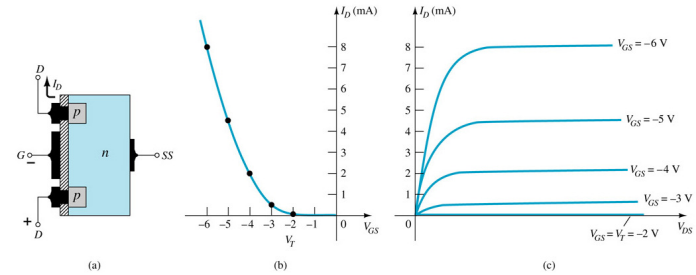 D
I_D
p
G
−
n
SS
p
+
D
(a)
I_D (mA)
8
7
6
5
4
3
2
1
−6 −5 −4 −3 −2 −1 0 V_GS
V_T
(b)
I_D (mA)
8
7
6
5
4
3
2
1
0
V_GS = −6 V
V_GS = −5 V
V_GS = −4 V
V_GS = −3 V
V_DS
V_GS = V_T = −2 V
(c)